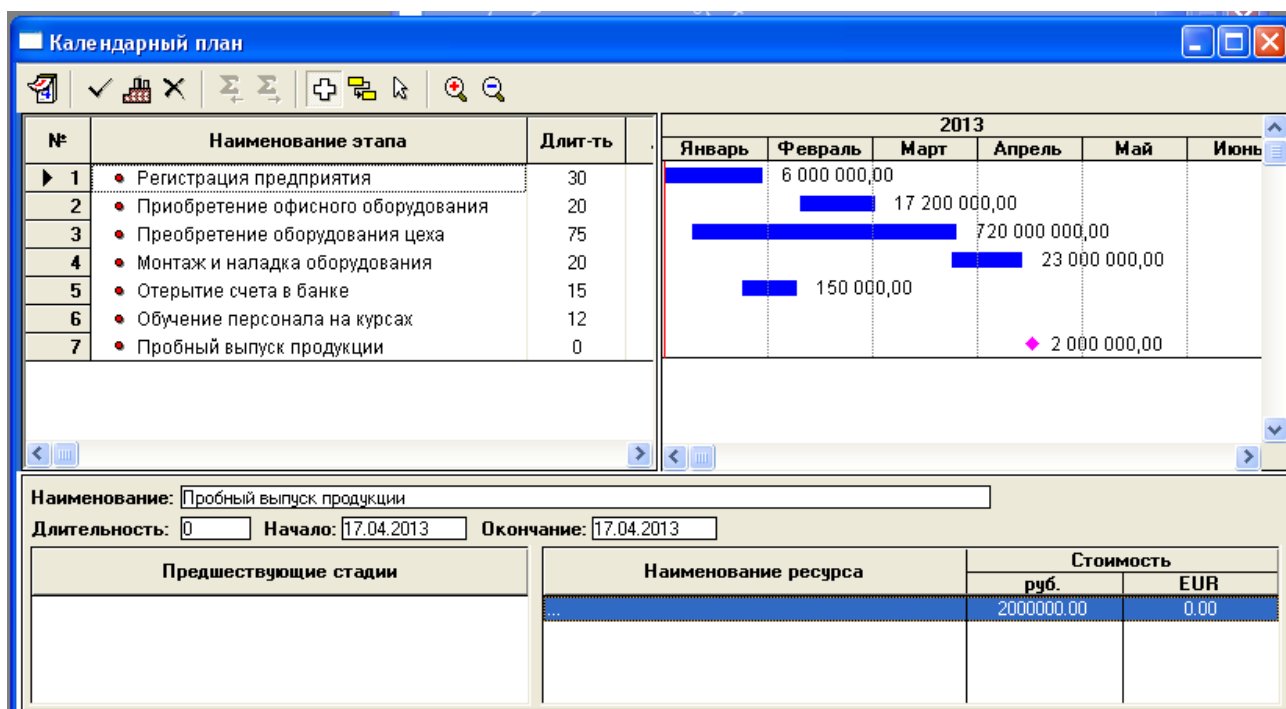 Календарный план
№ Наименование этапа Длит-ть
2013
Январь Февраль Март Апрель Май Июнь
1 Регистрация предприятия 30 6 000 000,00
2 Приобретение офисного оборудования 20 17 200 000,00
3 Преобретение оборудования цеха 75 720 000 000,00
4 Монтаж и наладка оборудования 20 23 000 000,00
5 Отерытие счета в банке 15 150 000,00
6 Обучение персонала на курсах 12
7 Пробный выпуск продукции 0 2 000 000,00
Наименование: Пробный выпуск продукции
Длительность: 0 Начало: 17.04.2013 Окончание: 17.04.2013
Предшествующие стадии Наименование ресурса Стоимость
руб. EUR
... 2000000.00 0.00